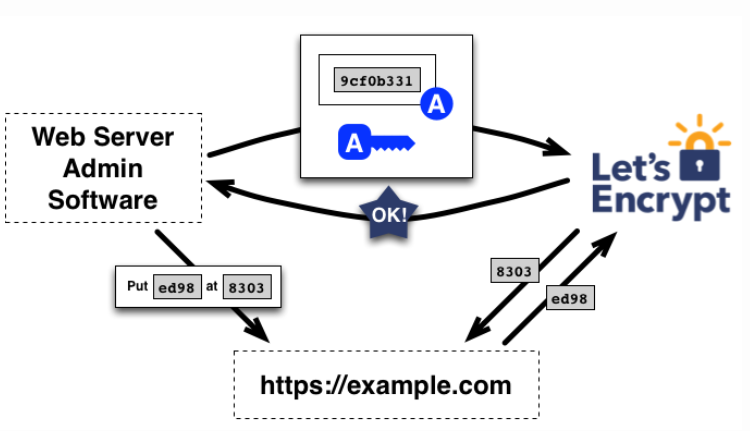 9cf0b331
A
A
Web Server
Admin
Software
Let's
Encrypt
OK!
Put ed98 at 8303
8303
ed98
https://example.com